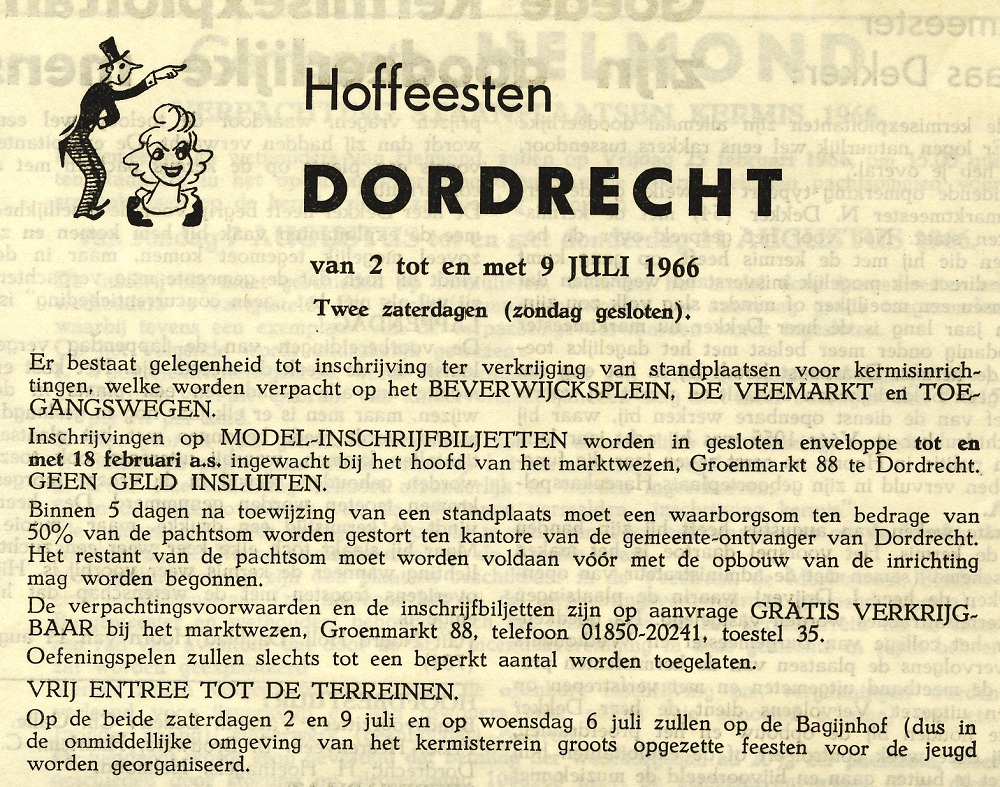 Hoffeesten
DORDRECHT
van 2 tot en met 9 JULI 1966
Twee zaterdagen (zondag gesloten).
Er bestaat gelegenheid tot inschrijving ter verkrijging van standplaatsen voor kermisinrich-
tingen, welke worden verpacht op het BEVERWIJCKSPLEIN, DE VEEMARKT en TOE-
GANGSWEGEN.
Inschrijvingen op MODEL-INSCHRIJFBILJETTEN worden in gesloten enveloppe tot en
met 18 februari a.s. ingewacht bij het hoofd van het marktwezen, Groenmarkt 88 te Dordrecht.
GEEN GELD INSLUITEN.
Binnen 5 dagen na toewijzing van een standplaats moet een waarborgsom ten bedrage van
50% van de pachtsom worden gestort ten kantore van de gemeente-ontvanger van Dordrecht.
Het restant van de pachtsom moet worden voldaan vóór met de opbouw van de inrichting
mag worden begonnen.
De verpachtingsvoorwaarden en de inschrijfbiljetten zijn op aanvrage GRATIS VERKRIJG-
BAAR bij het marktwezen, Groenmarkt 88, telefoon 01850-20241, toestel 35.
Oefeningspelen zullen slechts tot een beperkt aantal worden toegelaten.
VRIJ ENTREE TOT DE TERREINEN.
Op de beide zaterdagen 2 en 9 juli en op woensdag 6 juli zullen op de Bagijnhof (dus in
de onmiddellijke omgeving van het kermisterrein groots opgezette feesten voor de jeugd
worden georganiseerd.